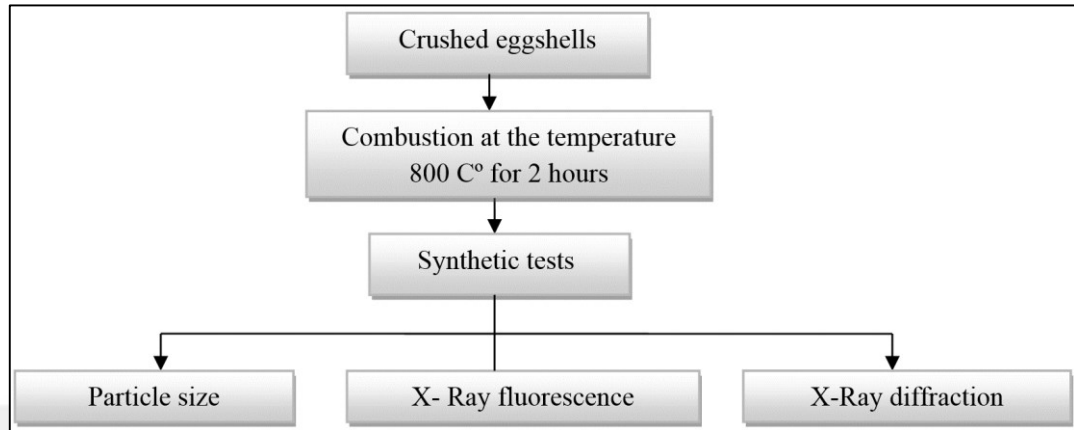 Crushed eggshells
Combustion at the temperature
800 Cº for 2 hours
Synthetic tests
Particle size
X- Ray fluorescence
X-Ray diffraction